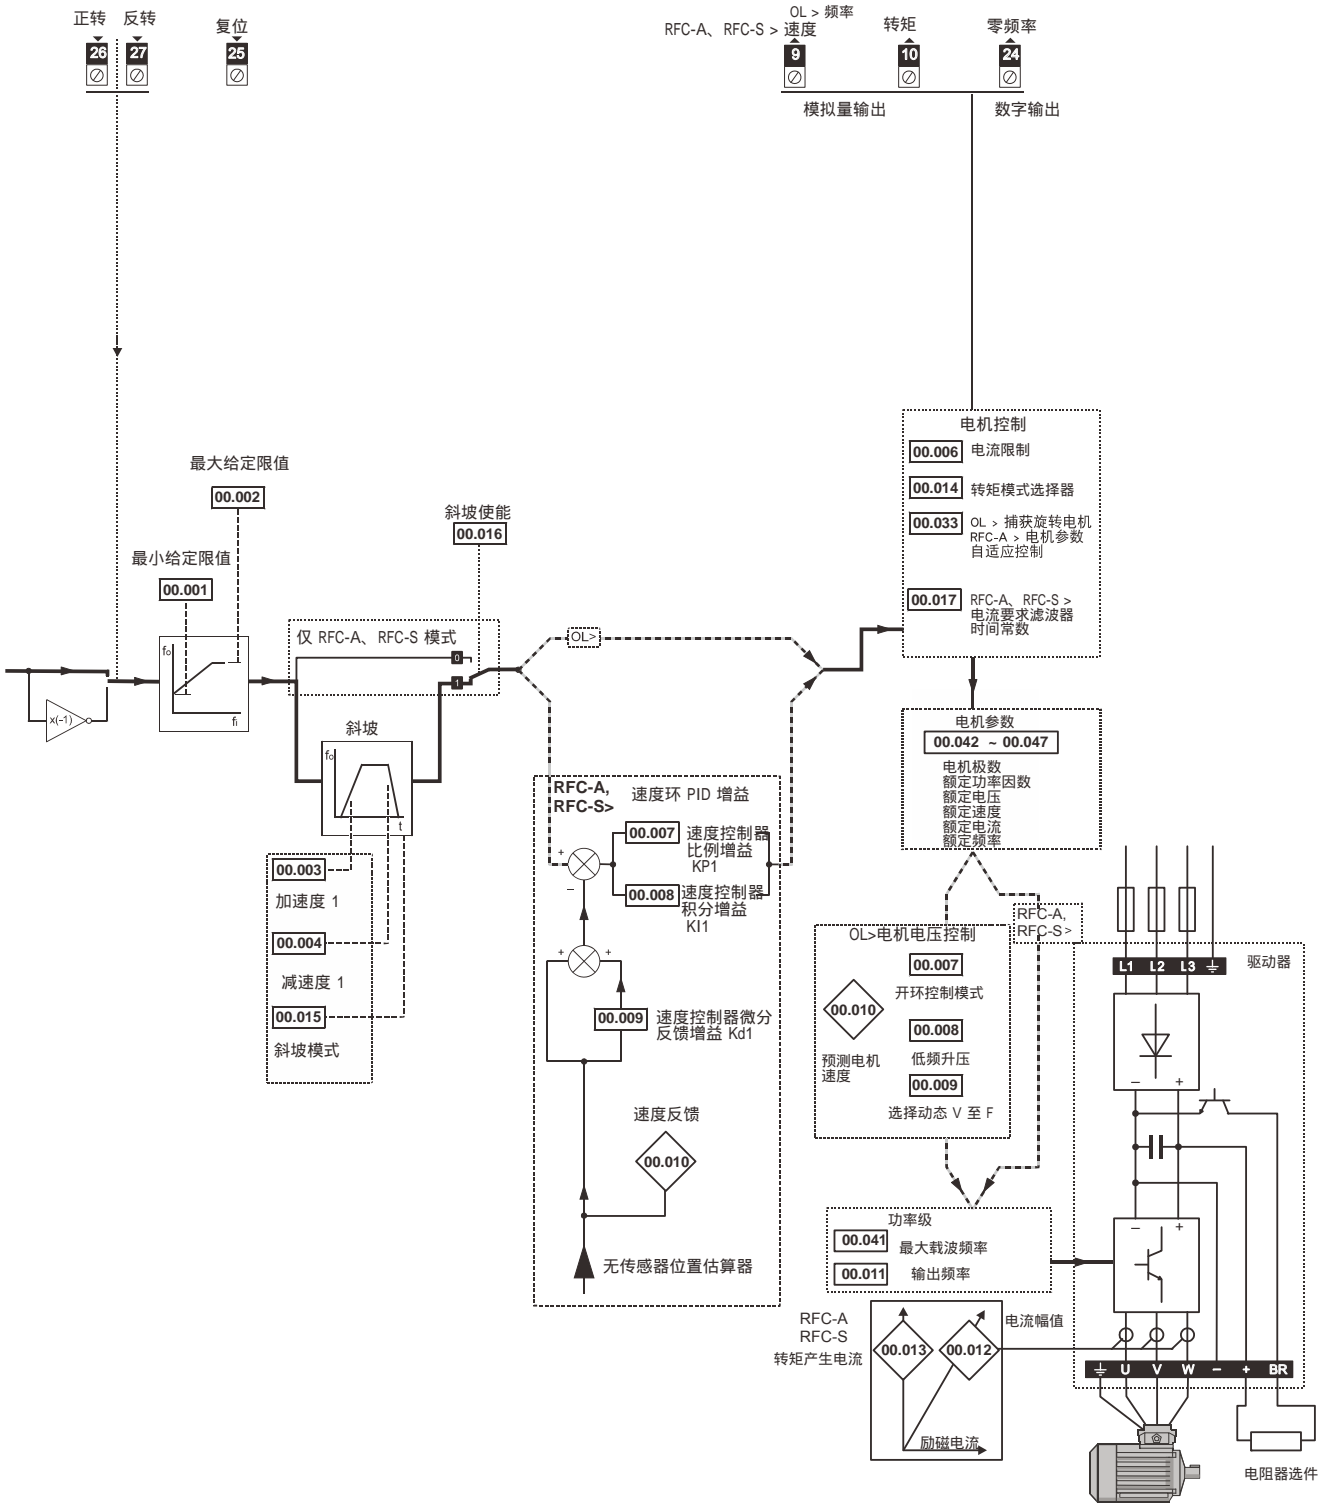 正转
反转
复位
26
27
25
OL > 频率
RFC-A、RFC-S > 速度
转矩
零频率
9
10
24
模拟量输出
数字输出
电机控制
00.006 电流限制
00.014 转矩模式选择器
00.033 OL > 捕获旋转电机
RFC-A > 电机参数
自适应控制
00.017 RFC-A、RFC-S >
电流要求滤波器
时间常数
最大给定限值
00.002
最小给定限值
00.001
斜坡使能
00.016
仅 RFC-A、RFC-S 模式
0
1
OL>
x(-1)
fo
fi
斜坡
fo
t
00.003
加速度 1
00.004
减速度 1
00.015
斜坡模式
RFC-A,
RFC-S>
速度环 PID 增益
00.007 速度控制器
比例增益
KP1
00.008 速度控制器
积分增益
KI1
+
−
+
+
00.009 速度控制器微分
反馈增益 Kd1
速度反馈
00.010
无传感器位置估算器
电机参数
00.042 ~ 00.047
电机极数
额定功率因数
额定电压
额定速度
额定电流
额定频率
RFC-A,
RFC-S >
OL>电机电压控制
00.007
开环控制模式
00.010
预测电机
速度
00.008
低频升压
00.009
选择动态 V 至 F
功率级
00.041 最大载波频率
00.011 输出频率
RFC-A
RFC-S
转矩产生电流
00.013
00.012
电流幅值
励磁电流
L1 L2 L3
驱动器
− +
− +
U V W − + BR
电阻器选件